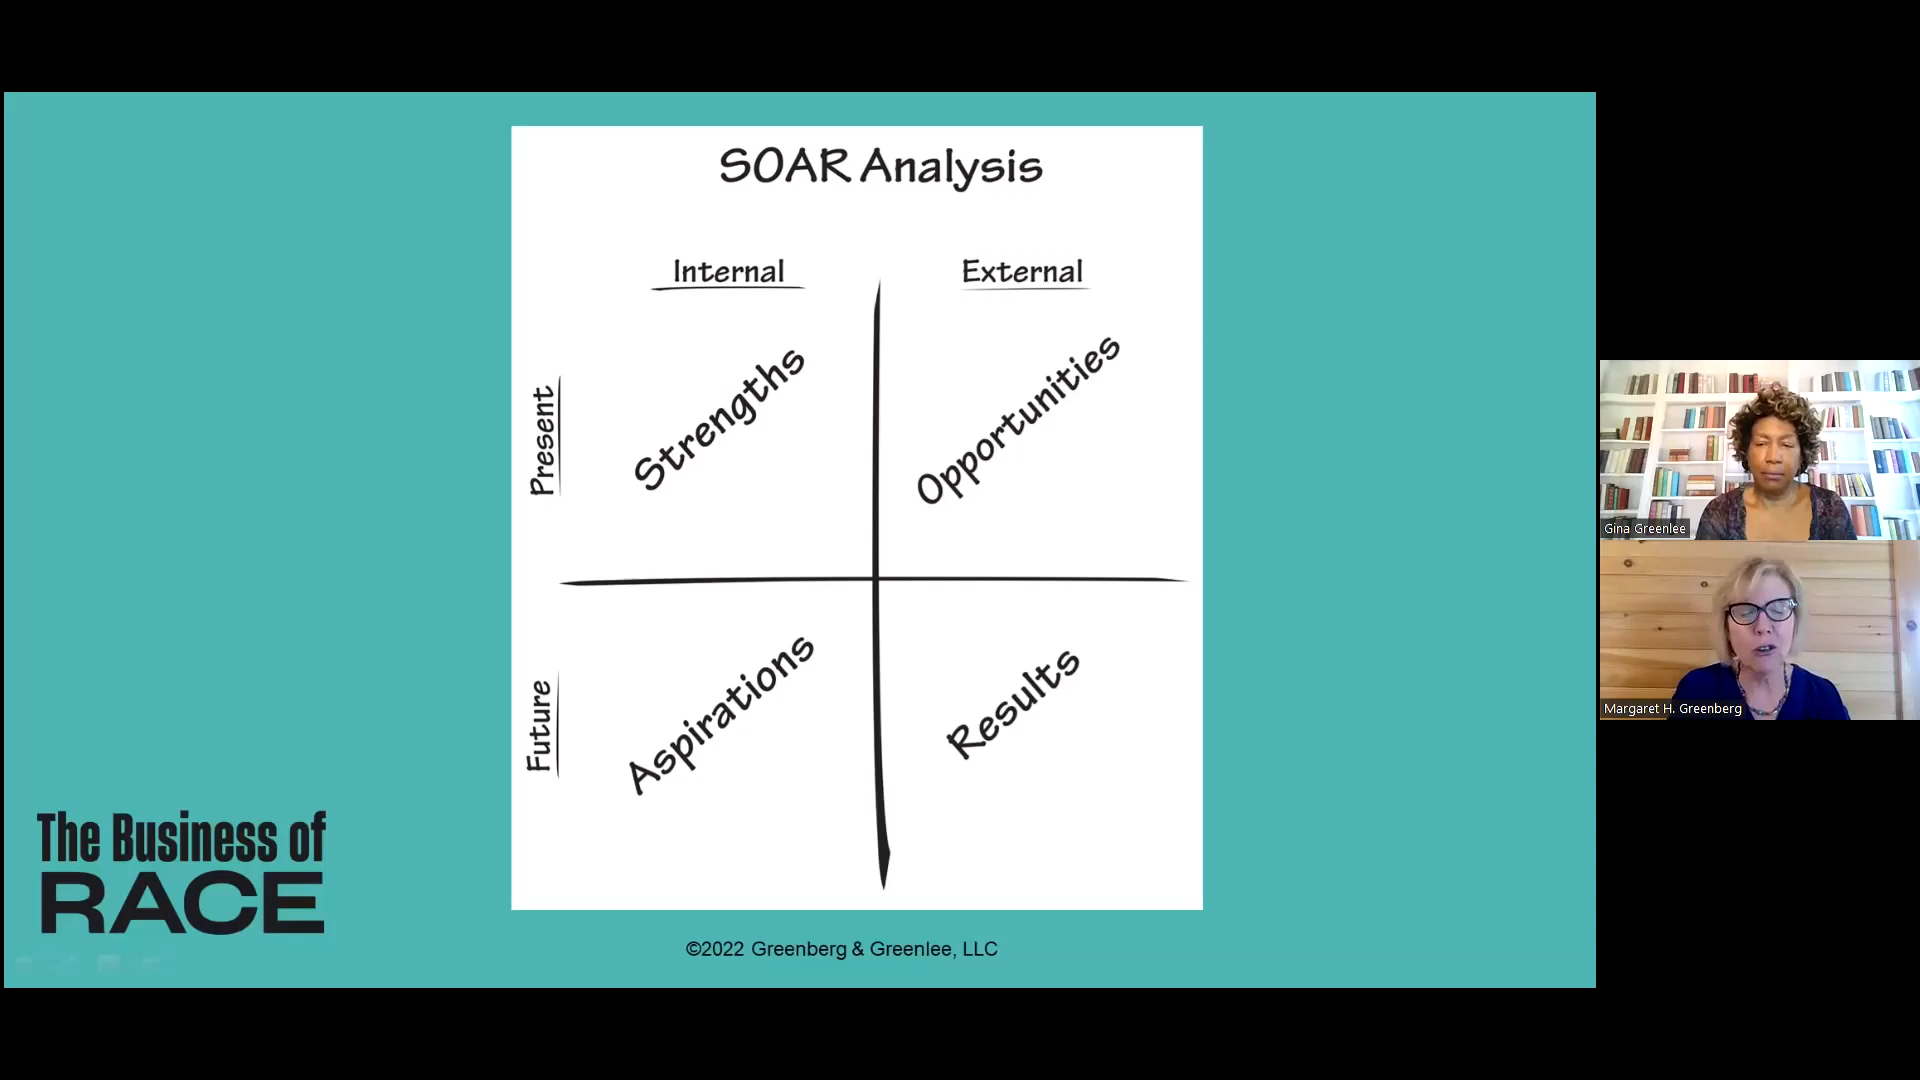 SOAR Analysis
Internal
External
Present
Strengths
Opportunities
Future
Aspirations
Results
The Business of
RACE
©2022 Greenberg & Greenlee, LLC
Gina Greenlee
Margaret H. Greenberg